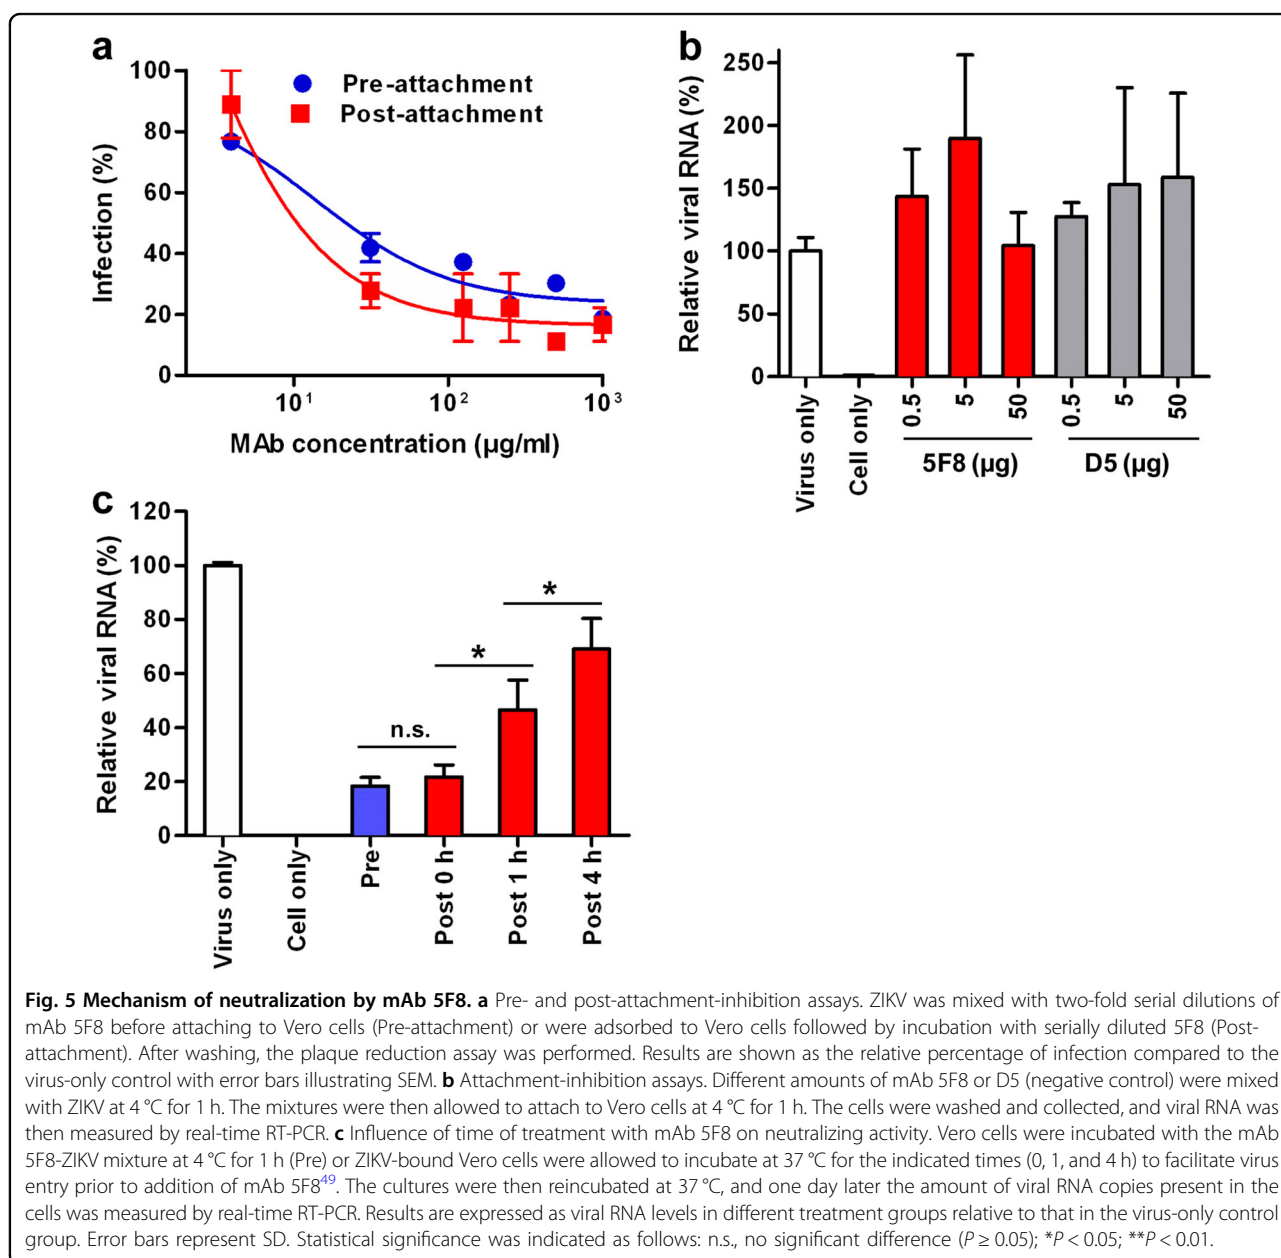 a
100
80
60
40
20
0
Infection (%)
Pre-attachment
Post-attachment
10¹
10²
10³
MAb concentration (µg/ml)
b
250
200
150
100
50
0
Relative viral RNA (%)
Virus only
Cell only
0.5
5
50
0.5
5
50
5F8 (µg)
D5 (µg)
c
120
100
80
60
40
20
0
Relative viral RNA (%)
n.s.
*
*
Virus only
Cell only
Pre
Post 0 h
Post 1 h
Post 4 h
Fig. 5 Mechanism of neutralization by mAb 5F8. a Pre- and post-attachment-inhibition assays. ZIKV was mixed with two-fold serial dilutions of
mAb 5F8 before attaching to Vero cells (Pre-attachment) or were adsorbed to Vero cells followed by incubation with serially diluted 5F8 (Post-
attachment). After washing, the plaque reduction assay was performed. Results are shown as the relative percentage of infection compared to the
virus-only control with error bars illustrating SEM. b Attachment-inhibition assays. Different amounts of mAb 5F8 or D5 (negative control) were mixed
with ZIKV at 4 °C for 1 h. The mixtures were then allowed to attach to Vero cells at 4 °C for 1 h. The cells were washed and collected, and viral RNA was
then measured by real-time RT-PCR. c Influence of time of treatment with mAb 5F8 on neutralizing activity. Vero cells were incubated with the mAb
5F8-ZIKV mixture at 4 °C for 1 h (Pre) or ZIKV-bound Vero cells were allowed to incubate at 37 °C for the indicated times (0, 1, and 4 h) to facilitate virus
entry prior to addition of mAb 5F8⁴⁹. The cultures were then reincubated at 37 °C, and one day later the amount of viral RNA copies present in the
cells was measured by real-time RT-PCR. Results are expressed as viral RNA levels in different treatment groups relative to that in the virus-only control
group. Error bars represent SD. Statistical significance was indicated as follows: n.s., no significant difference (P ≥ 0.05); *P < 0.05; **P < 0.01.